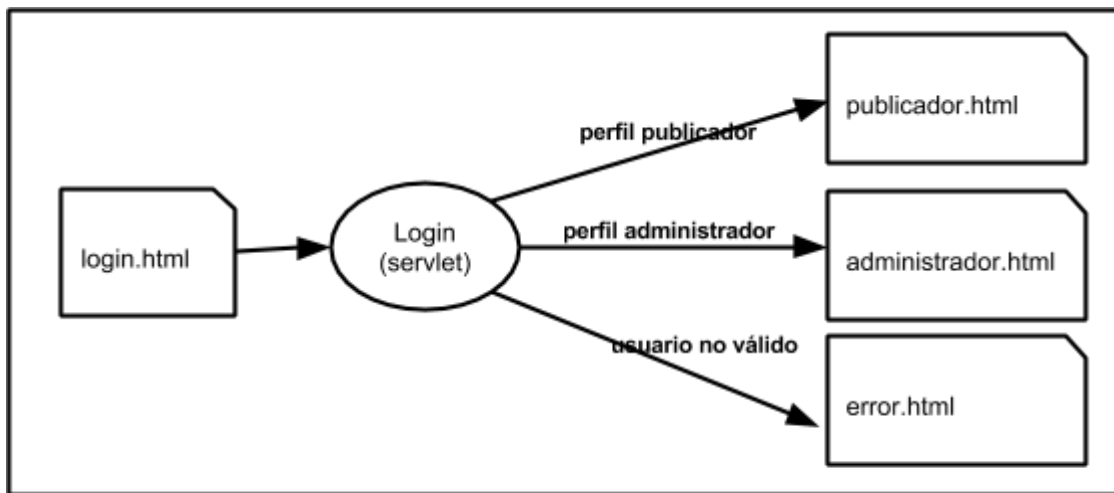 publicador.html
perfil publicador
login.html
Login
(servlet)
perfil administrador
administrador.html
usuario no válido
error.html